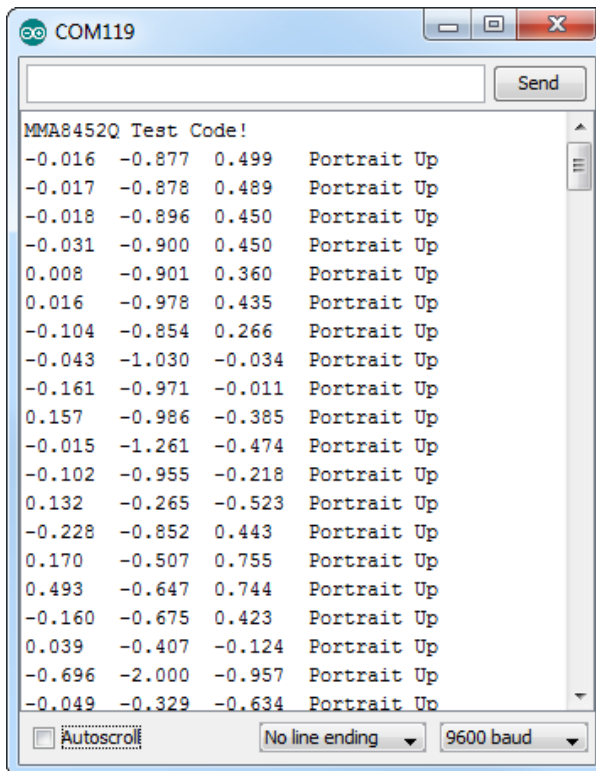 COM119
Send
MMA8452Q Test Code!
-0.016 -0.877 0.499 Portrait Up
-0.017 -0.878 0.489 Portrait Up
-0.018 -0.896 0.450 Portrait Up
-0.031 -0.900 0.450 Portrait Up
0.008 -0.901 0.360 Portrait Up
0.016 -0.978 0.435 Portrait Up
-0.104 -0.854 0.266 Portrait Up
-0.043 -1.030 -0.034 Portrait Up
-0.161 -0.971 -0.011 Portrait Up
0.157 -0.986 -0.385 Portrait Up
-0.015 -1.261 -0.474 Portrait Up
-0.102 -0.955 -0.218 Portrait Up
0.132 -0.265 -0.523 Portrait Up
-0.228 -0.852 0.443 Portrait Up
0.170 -0.507 0.755 Portrait Up
0.493 -0.647 0.744 Portrait Up
-0.160 -0.675 0.423 Portrait Up
0.039 -0.407 -0.124 Portrait Up
-0.696 -2.000 -0.957 Portrait Up
-0.049 -0.329 -0.634 Portrait Up
Autoscroll No line ending 9600 baud